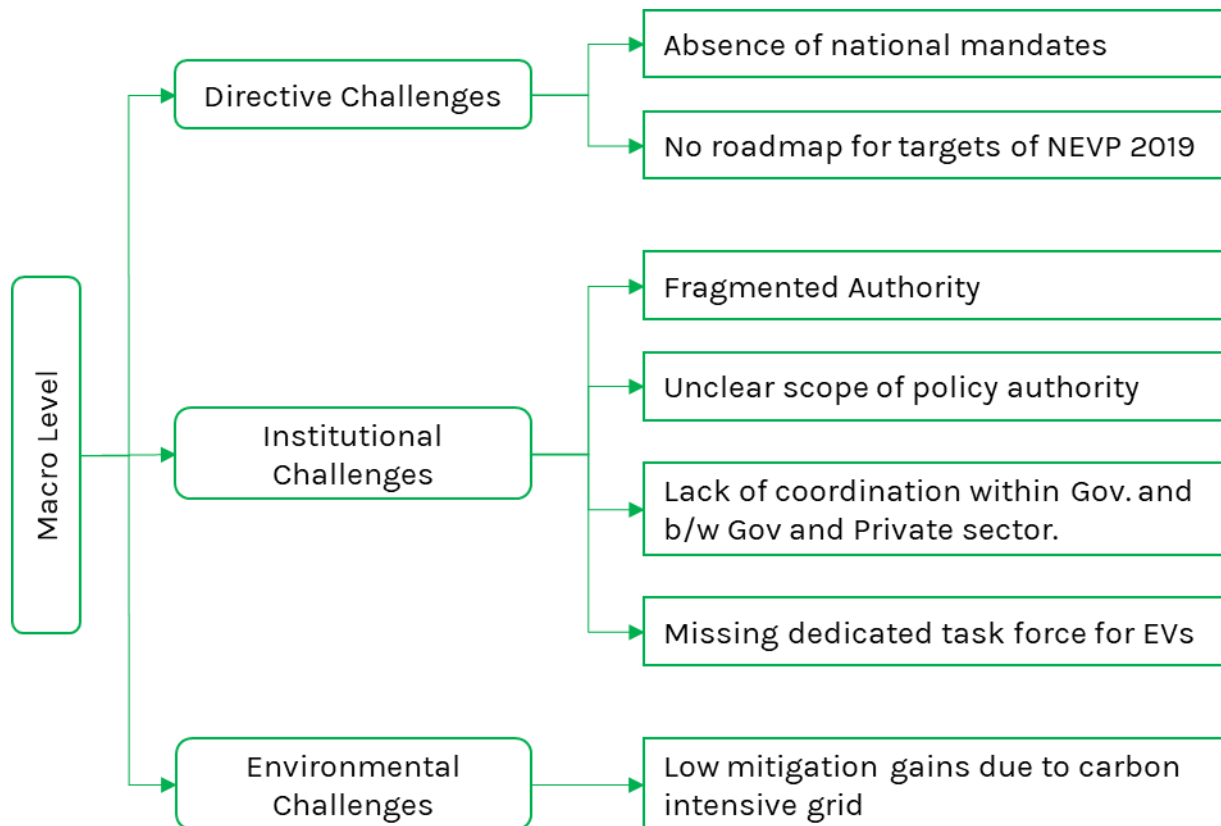 Macro Level
Directive Challenges
Absence of national mandates
No roadmap for targets of NEVP 2019
Institutional
Challenges
Fragmented Authority
Unclear scope of policy authority
Lack of coordination within Gov. and
b/w Gov and Private sector.
Missing dedicated task force for EVs
Environmental
Challenges
Low mitigation gains due to carbon
intensive grid